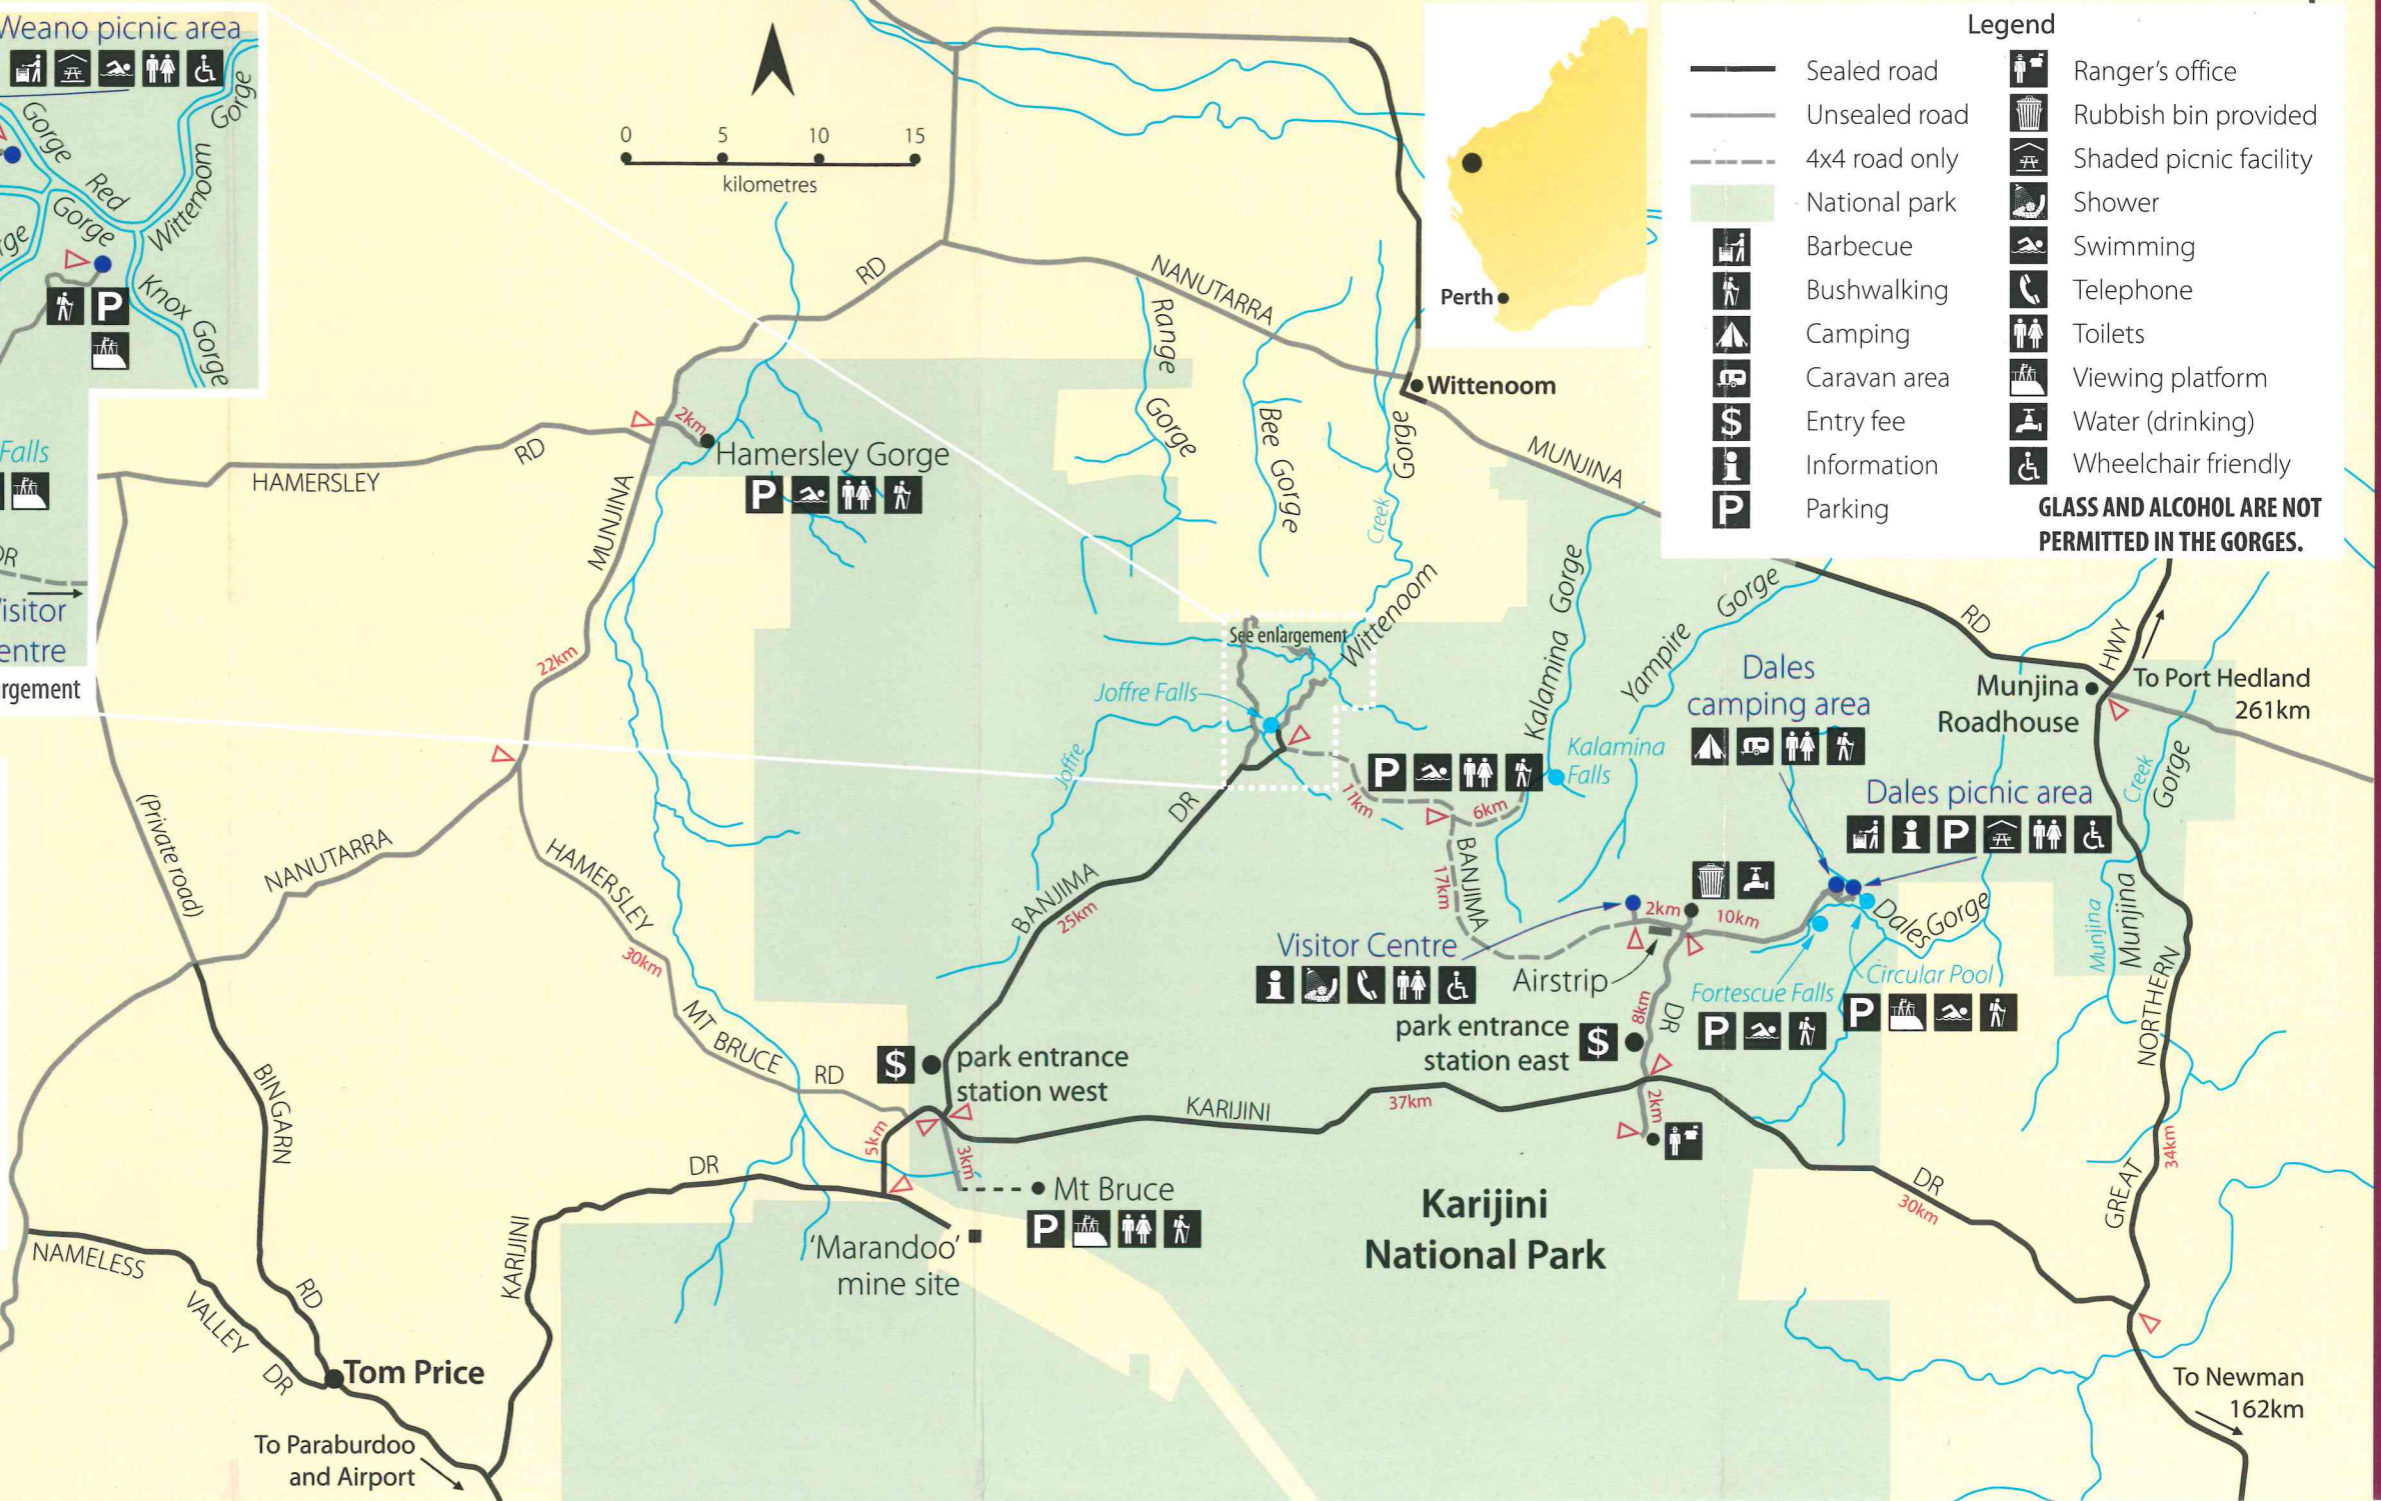 Weano picnic area
Gorge
Red
Gorge
Wittenoom
Gorge
Knox Gorge
rge
Falls
DR
isitor
entre
rgement
0
5
10
15
kilometres
Perth
Legend
Sealed road
Unsealed road
4x4 road only
National park
Barbecue
Bushwalking
Camping
Caravan area
$
Entry fee
i
Information
P
Parking
Ranger's office
Rubbish bin provided
Shaded picnic facility
Shower
Swimming
Telephone
Toilets
Viewing platform
Water (drinking)
Wheelchair friendly
GLASS AND ALCOHOL ARE NOT
PERMITTED IN THE GORGES.
RD
NANUTARRA
Range
Gorge
Bee Gorge
Gorge
Creek
Wittenoom
Wittenoom
MUNJINA
RD
HWY
HAMERSLEY
RD
2km
Hamersley Gorge
P
MUNJINA
22km
See enlargement
Joffre Falls
Joffre
Kalamina Gorge
Kalamina
Falls
P
11km
6km
Yampire
Gorge
Dales
camping area
Dales picnic area
i
P
Munjina
Roadhouse
To Port Hedland
261km
Creek
Gorge
Munjina
Munjina
(Private road)
NANUTARRA
HAMERSLEY
30km
MT BRUCE
RD
DR
BANJIMA
25km
BANJIMA
17km
2km
10km
Dales
Gorge
Visitor Centre
i
Airstrip
Fortescue Falls
P
Circular Pool
P
park entrance
station east
$
8km
DR
2km
$
park entrance
station west
KARIJINI
37km
5km
3km
Mt Bruce
P
'Marandoo'
mine site
Karijini
National Park
DR
30km
NORTHERN
34km
GREAT
BINGARN
RD
DR
KARIJINI
NAMELESS
VALLEY
DR
Tom Price
To Paraburdoo
and Airport
To Newman
162km
P